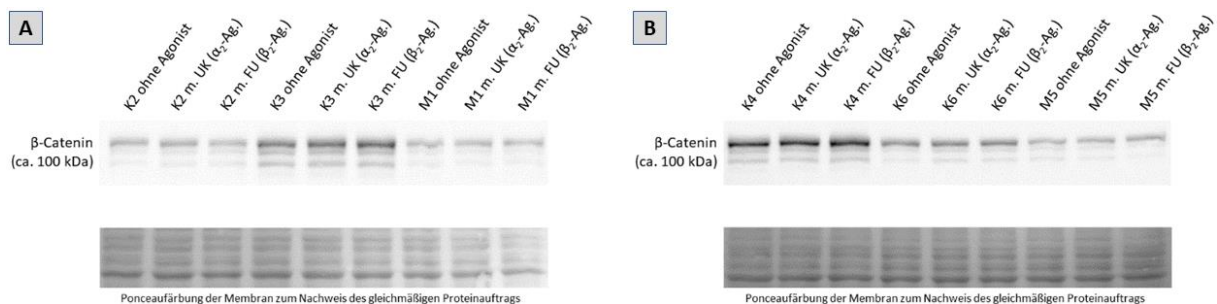 A
K2 ohne Agonist
K2 m. UK (α₂-Ag.)
K2 m. FU (β₂-Ag.)
K3 ohne Agonist
K3 m. UK (α₂-Ag.)
K3 m. FU (β₂-Ag.)
M1 ohne Agonist
M1 m. UK (α₂-Ag.)
M1 m. FU (β₂-Ag.)
β-Catenin
(ca. 100 kDa)
Ponceaufärbung der Membran zum Nachweis des gleichmäßigen Proteinauftrags
B
K4 ohne Agonist
K4 m. UK (α₂-Ag.)
K4 m. FU (β₂-Ag.)
K6 ohne Agonist
K6 m. UK (α₂-Ag.)
K6 m. FU (β₂-Ag.)
M5 ohne Agonist
M5 m. UK (α₂-Ag.)
M5 m. FU (β₂-Ag.)
β-Catenin
(ca. 100 kDa)
Ponceaufärbung der Membran zum Nachweis des gleichmäßigen Proteinauftrags